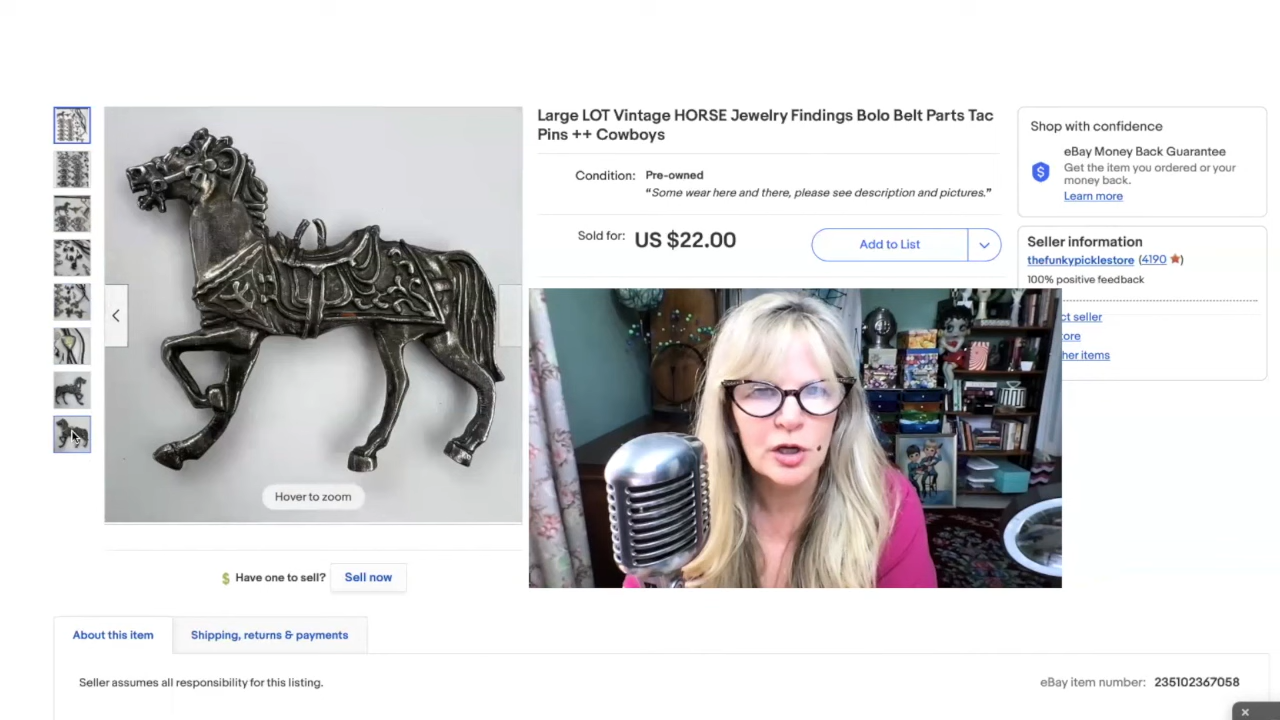 Large LOT Vintage HORSE Jewelry Findings Bolo Belt Parts Tac
Pins ++ Cowboys
Condition: Pre-owned
“Some wear here and there, please see description and pictures.”
Sold for: US $22.00
Add to List
Shop with confidence
eBay Money Back Guarantee
Get the item you ordered or your
money back.
Learn more
Seller information
thefunkypicklestore (4190 ★)
100% positive feedback
ct seller
ore
her items
Hover to zoom
Have one to sell? Sell now
About this item
Shipping, returns & payments
Seller assumes all responsibility for this listing.
eBay item number: 235102367058